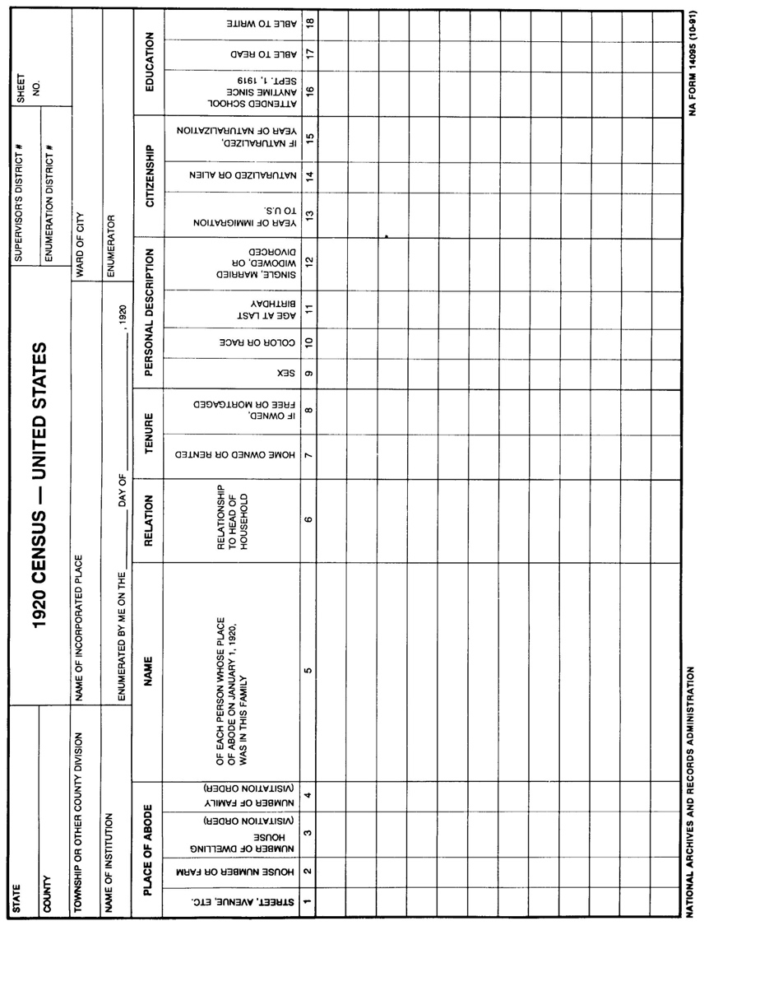 STATE
1920 CENSUS — UNITED STATES
SUPERVISOR'S DISTRICT #
SHEET
NO.
COUNTY
ENUMERATION DISTRICT #
TOWNSHIP OR OTHER COUNTY DIVISION
NAME OF INCORPORATED PLACE
WARD OF CITY
NAME OF INSTITUTION
ENUMERATED BY ME ON THE ______ DAY OF ______________________, 1920
ENUMERATOR
PLACE OF ABODE
NAME
RELATION
TENURE
PERSONAL DESCRIPTION
CITIZENSHIP
EDUCATION
STREET, AVENUE, ETC.
HOUSE NUMBER OR FARM
NUMBER OF DWELLING
HOUSE
(VISITATION ORDER)
NUMBER OF FAMILY
(VISITATION ORDER)
OF EACH PERSON WHOSE PLACE
OF ABODE ON JANUARY 1, 1920,
WAS IN THIS FAMILY
RELATIONSHIP
TO HEAD OF
HOUSEHOLD
HOME OWNED OR RENTED
IF OWNED,
FREE OR MORTGAGED
SEX
COLOR OR RACE
AGE AT LAST
BIRTHDAY
SINGLE, MARRIED
WIDOWED, OR
DIVORCED
YEAR OF IMMIGRATION
TO U.S.
NATURALIZED OR ALIEN
IF NATURALIZED,
YEAR OF NATURALIZATION
ATTENDED SCHOOL
ANYTIME SINCE
SEPT. 1, 1919
ABLE TO READ
ABLE TO WRITE
1 2 3 4 5 6 7 8 9 10 11 12 13 14 15 16 17 18
NATIONAL ARCHIVES AND RECORDS ADMINISTRATION
NA FORM 14095 (10-91)